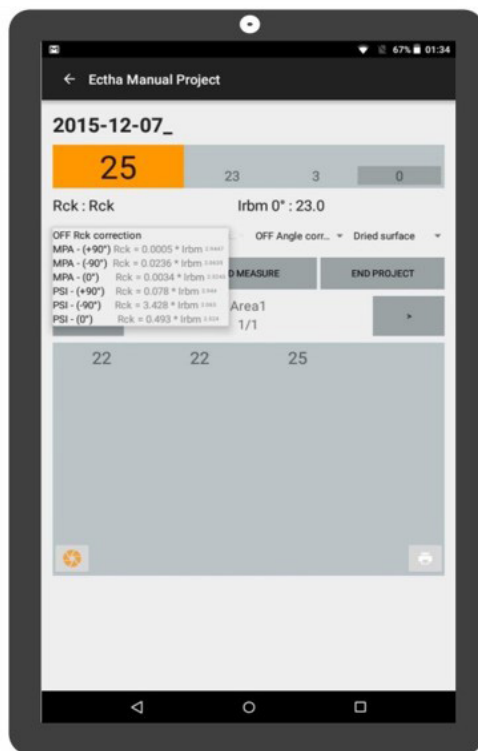 67% 01:34
Ectha Manual Project
2015-12-07_
25 23 3 0
Rck : Rck Irbm 0° : 23.0
OFF Rck correction
MPA - (+90°) Rck = 0.0005 * Irbm
MPA - (-90°) Rck = 0.0236 * Irbm
MPA - (0°) Rck = 0.0034 * Irbm
PSI - (+90°) Rck = 0.078 * Irbm
PSI - (-90°) Rck = 3.428 * Irbm
PSI - (0°) Rck = 0.493 * Irbm
OFF Angle corr... Dried surface
MEASURE END PROJECT
Area1
1/1 >
22 22 25